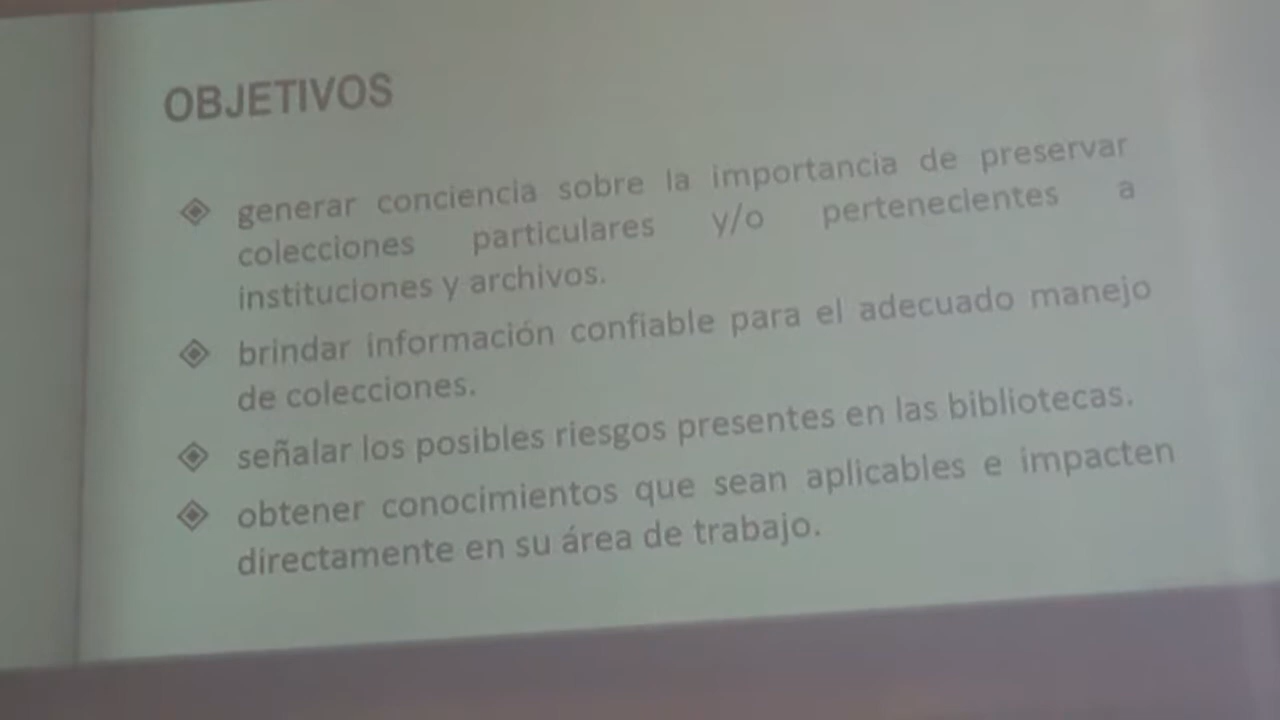 OBJETIVOS
generar conciencia sobre la importancia de preservar
colecciones particulares y/o pertenecientes a
instituciones y archivos.
brindar información confiable para el adecuado manejo
de colecciones.
señalar los posibles riesgos presentes en las bibliotecas.
obtener conocimientos que sean aplicables e impacten
directamente en su área de trabajo.